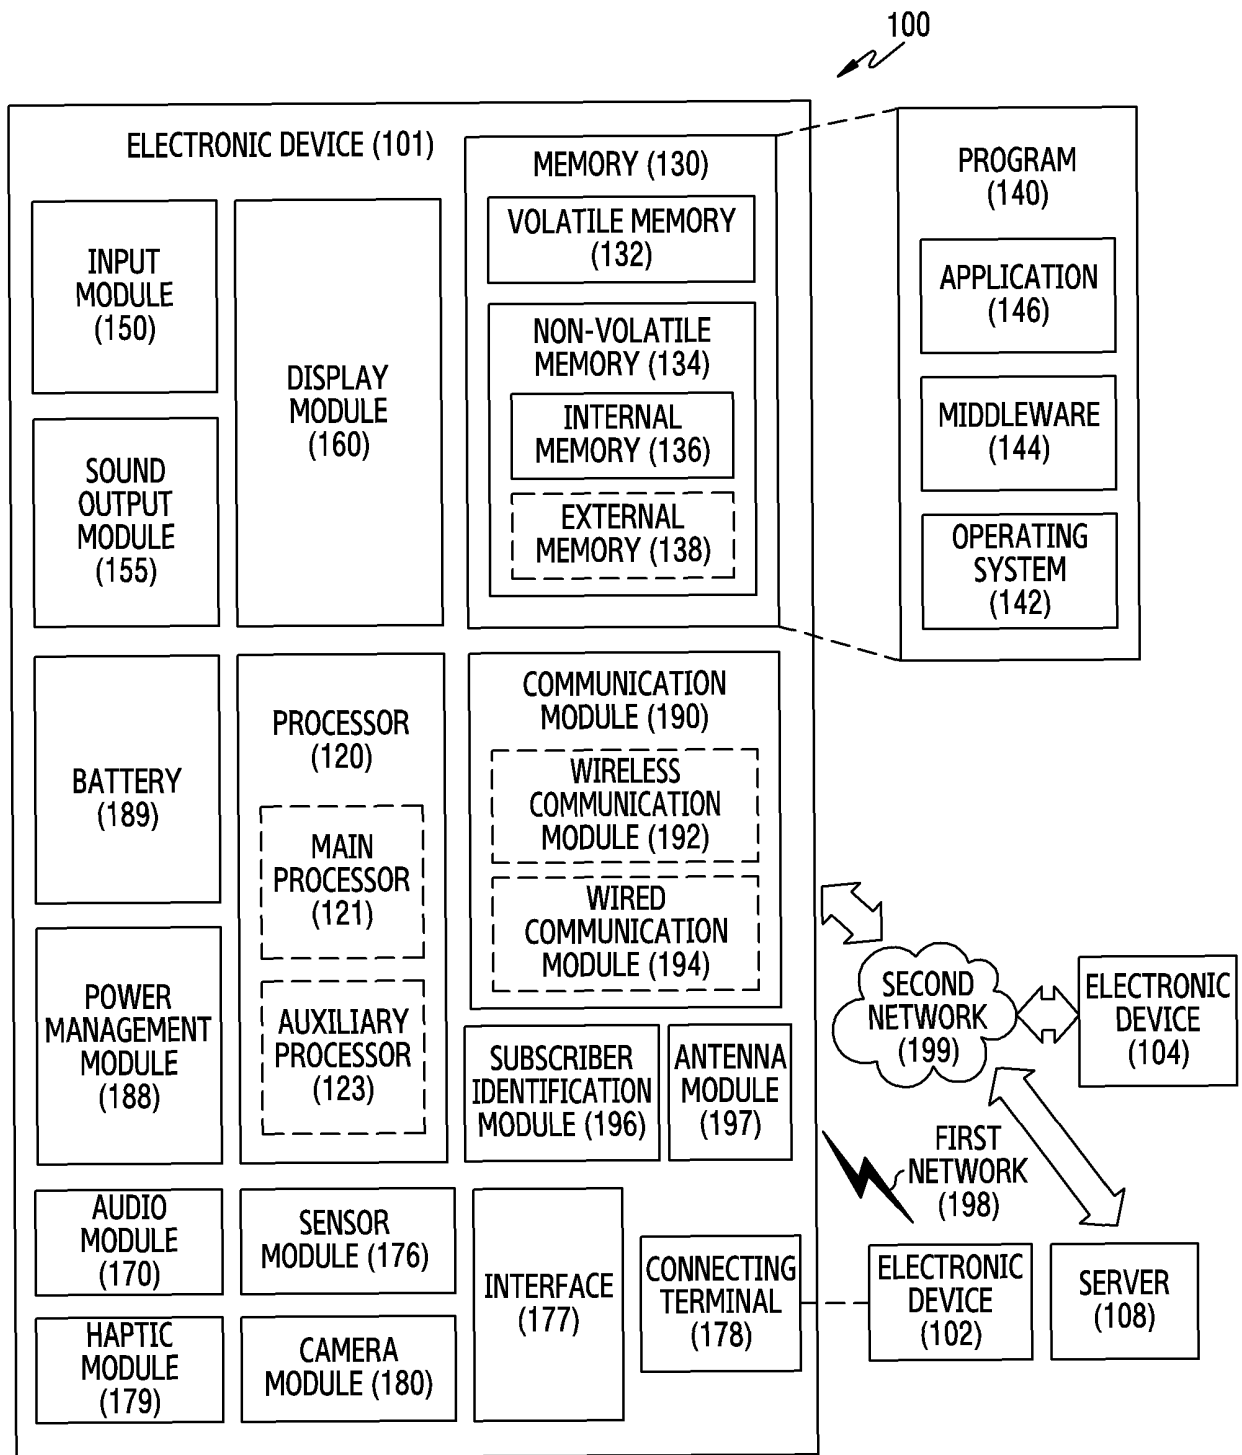 100
ELECTRONIC DEVICE (101)
INPUT
MODULE
(150)
SOUND
OUTPUT
MODULE
(155)
DISPLAY
MODULE
(160)
MEMORY (130)
VOLATILE MEMORY
(132)
NON-VOLATILE
MEMORY (134)
INTERNAL
MEMORY (136)
EXTERNAL
MEMORY (138)
PROGRAM
(140)
APPLICATION
(146)
MIDDLEWARE
(144)
OPERATING
SYSTEM
(142)
BATTERY
(189)
POWER
MANAGEMENT
MODULE
(188)
PROCESSOR
(120)
MAIN
PROCESSOR
(121)
AUXILIARY
PROCESSOR
(123)
COMMUNICATION
MODULE (190)
WIRELESS
COMMUNICATION
MODULE (192)
WIRED
COMMUNICATION
MODULE (194)
SUBSCRIBER
IDENTIFICATION
MODULE (196)
ANTENNA
MODULE
(197)
SECOND
NETWORK
(199)
ELECTRONIC
DEVICE
(104)
FIRST
NETWORK
(198)
AUDIO
MODULE
(170)
SENSOR
MODULE (176)
INTERFACE
(177)
CONNECTING
TERMINAL
(178)
ELECTRONIC
DEVICE
(102)
SERVER
(108)
HAPTIC
MODULE
(179)
CAMERA
MODULE (180)